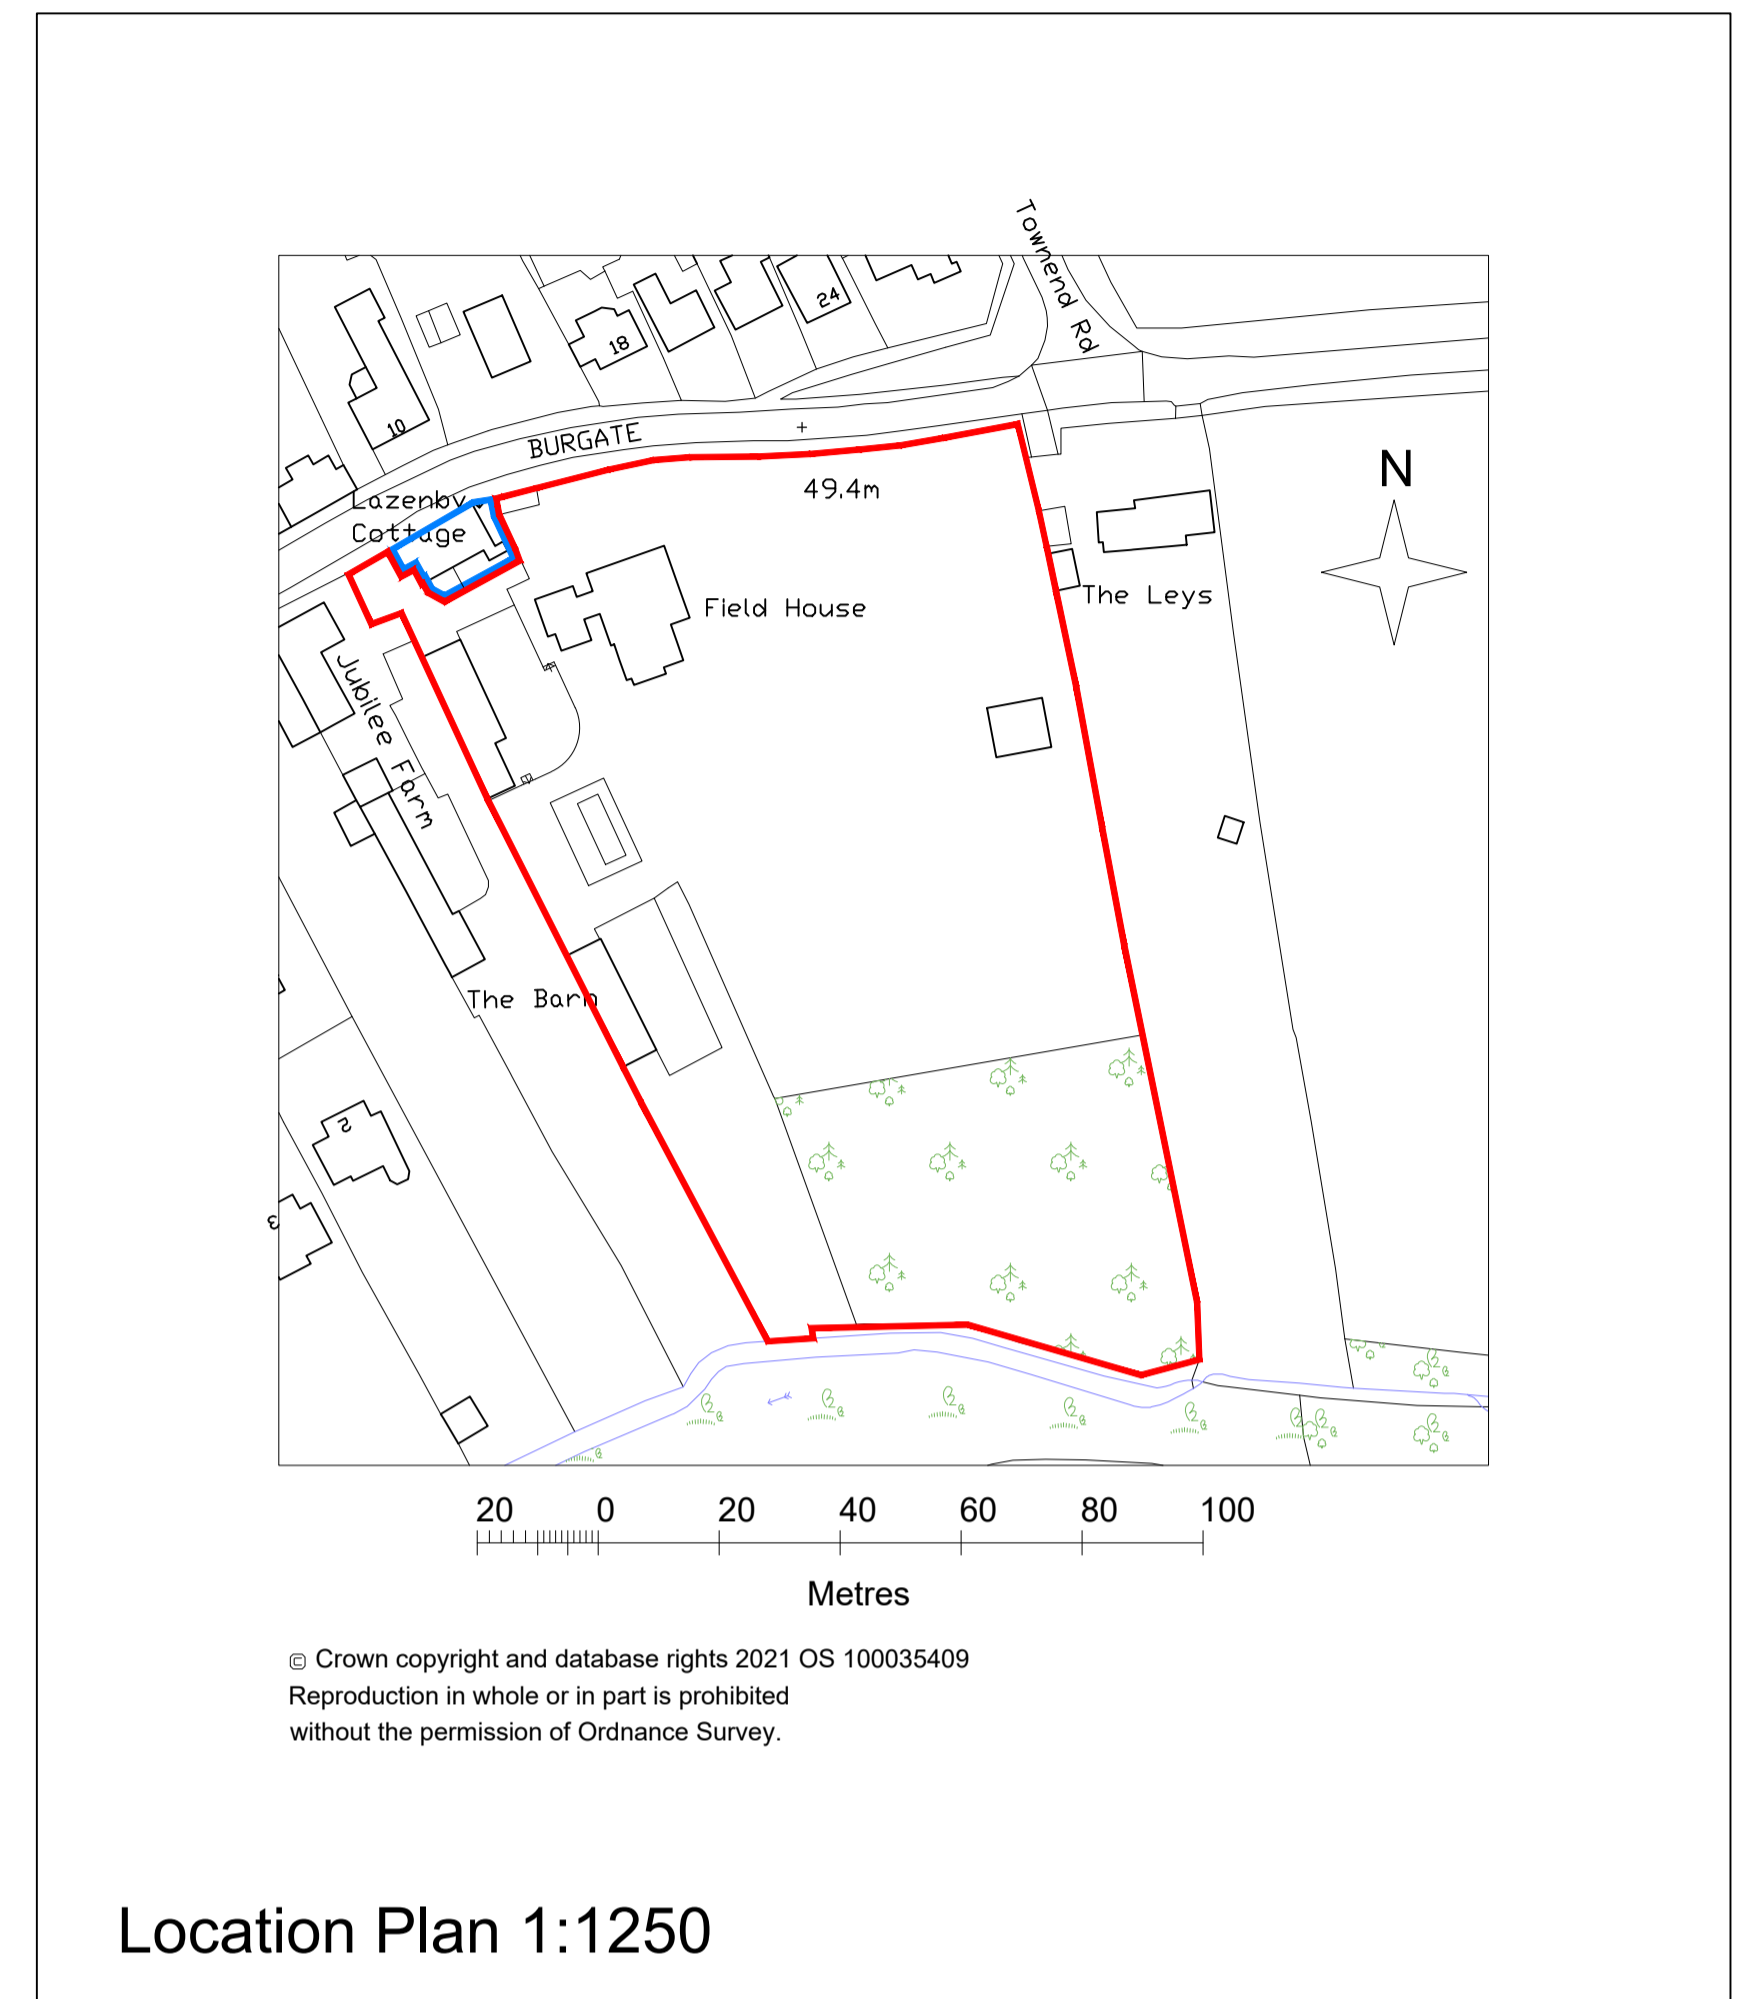 Townend Rd
24
18
10
BURGATE
N
Lazenby
Cottage
49.4m
The Leys
Field House
Jubilee Farm
The Barn
2
3
20 0 20 40 60 80 100
Metres
© Crown copyright and database rights 2021 OS 100035409
Reproduction in whole or in part is prohibited
without the permission of Ordnance Survey.
Location Plan 1:1250